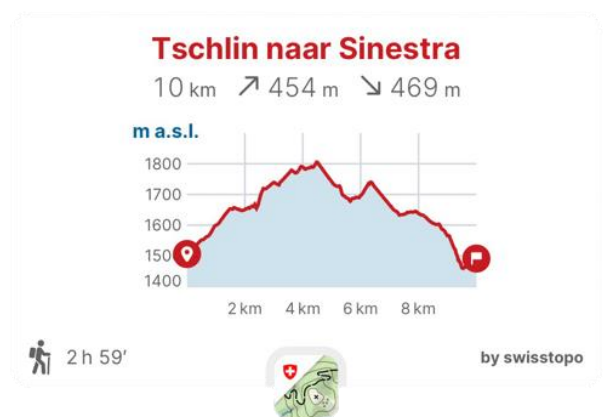 Tschlin naar Sinestra
10 km ↗ 454 m ↘ 469 m
m a.s.l.
1800
1700
1600
150
1400
2 km 4 km 6 km 8 km
2 h 59′
by swisstopo